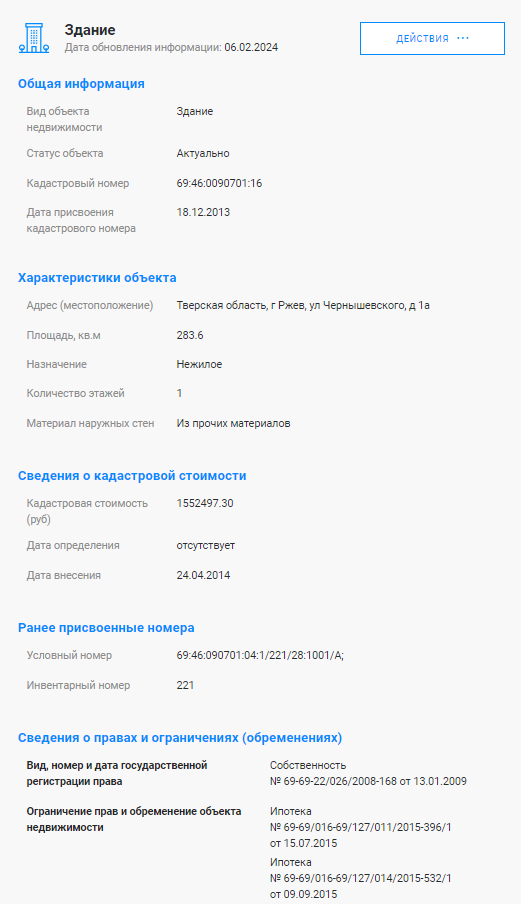 Здание
Дата обновления информации: 06.02.2024
ДЕЙСТВИЯ ···
Общая информация
Вид объекта
недвижимости
Здание
Статус объекта
Актуально
Кадастровый номер
69:46:0090701:16
Дата присвоения
кадастрового номера
18.12.2013
Характеристики объекта
Адрес (местоположение)
Тверская область, г Ржев, ул Чернышевского, д 1а
Площадь, кв.м
283.6
Назначение
Нежилое
Количество этажей
1
Материал наружных стен
Из прочих материалов
Сведения о кадастровой стоимости
Кадастровая стоимость
(руб)
1552497.30
Дата определения
отсутствует
Дата внесения
24.04.2014
Ранее присвоенные номера
Условный номер
69:46:090701:04:1/221/28:1001/А;
Инвентарный номер
221
Сведения о правах и ограничениях (обременениях)
Вид, номер и дата государственной
регистрации права
Собственность
№ 69-69-22/026/2008-168 от 13.01.2009
Ограничение прав и обременение объекта
недвижимости
Ипотека
№ 69-69/016-69/127/011/2015-396/1
от 15.07.2015
Ипотека
№ 69-69/016-69/127/014/2015-532/1
от 09.09.2015